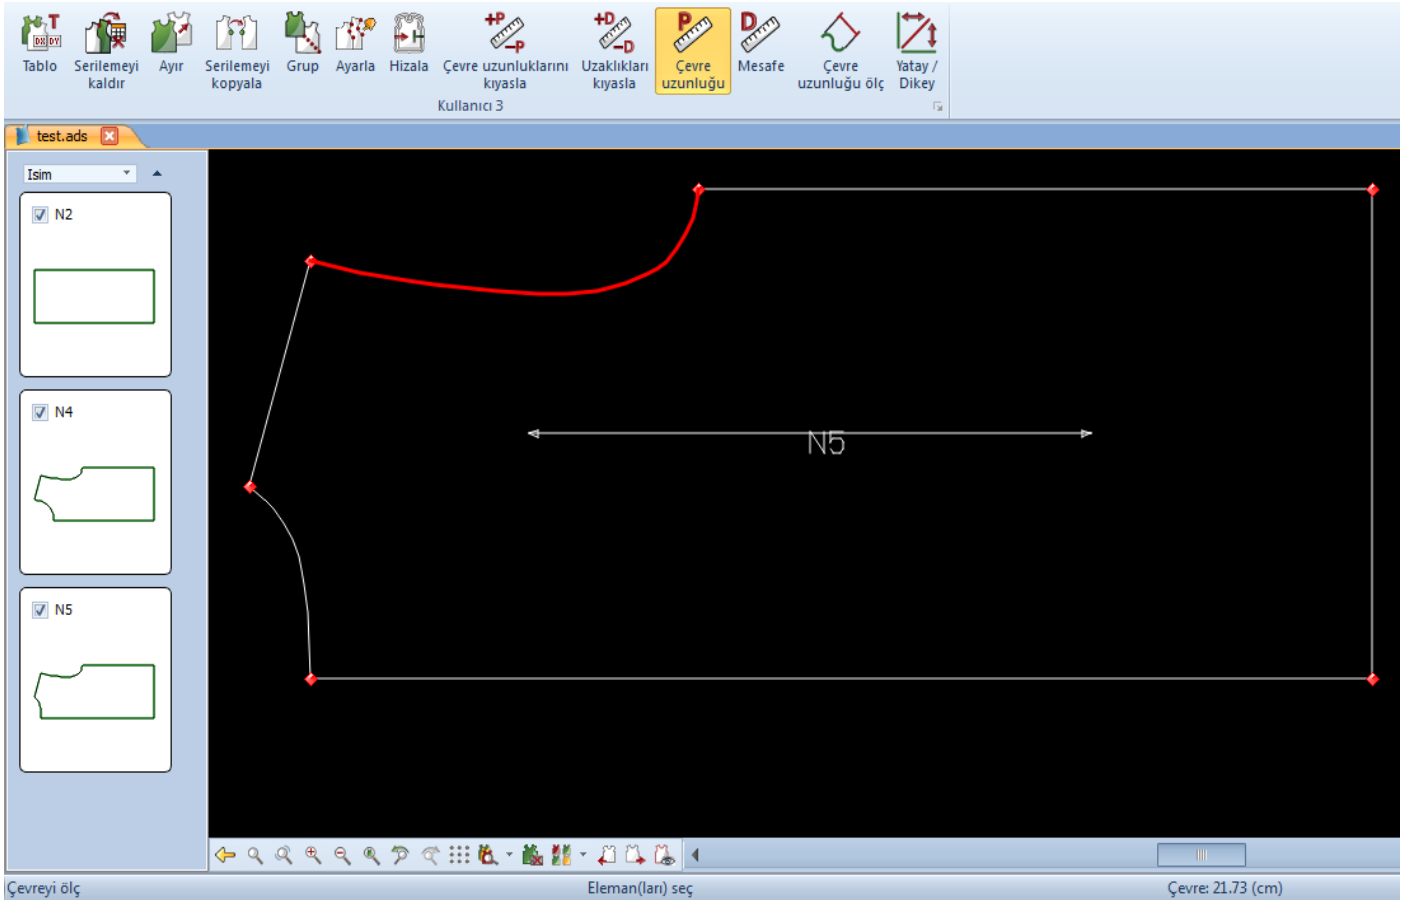 Tablo
Serilemeyi kaldır
Ayır
Serilemeyi kopyala
Grup
Ayarla
Hizala
+P
-P
Çevre uzunluklarını kıyasla
+D
-D
Uzaklıkları kıyasla
P
Çevre uzunluğu
D
Mesafe
Çevre uzunluğu ölç
Yatay / Dikey
T
DX DY
H
Kullanıcı 3
test.ads
Isim
N2
N4
N5
N5
Çevreyi ölç
Eleman(ları) seç
Çevre: 21.73 (cm)